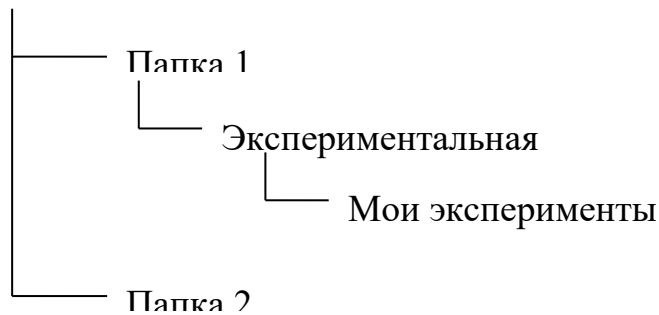 Папка 1
Экспериментальная
Мои эксперименты
Папка 2